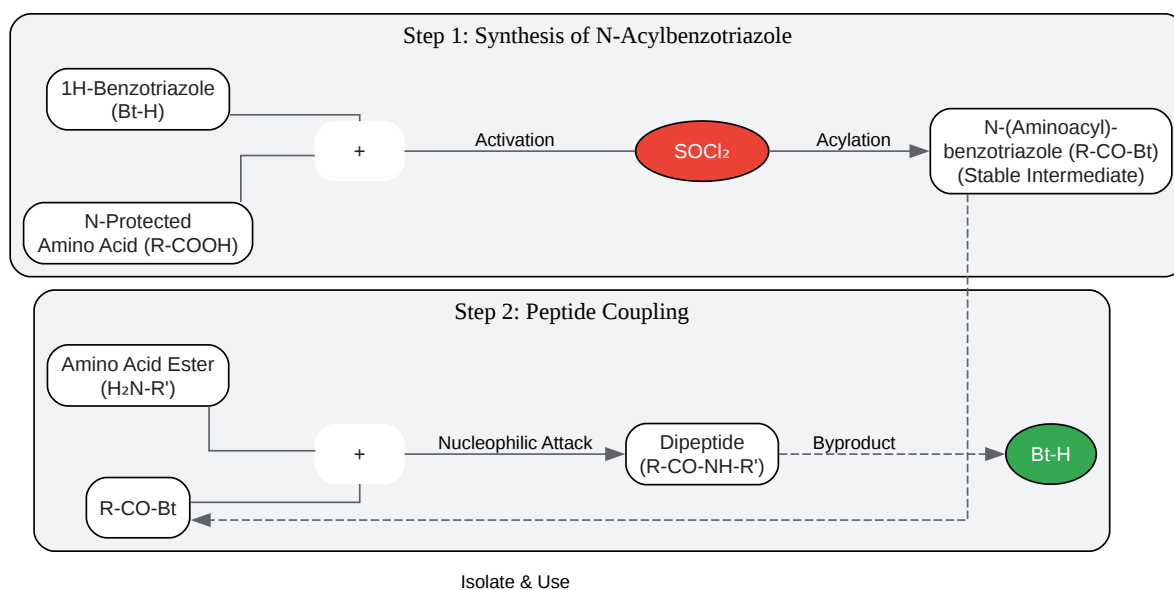 Step 1: Synthesis of N-Acylbenzotriazole
1H-Benzotriazole
(Bt-H)
N-Protected
Amino Acid (R-COOH)
+
Activation
SOCl₂
Acylation
N-(Aminoacyl)-
benzotriazole (R-CO-Bt)
(Stable Intermediate)
Step 2: Peptide Coupling
Amino Acid Ester
(H₂N-R')
R-CO-Bt
+
Nucleophilic Attack
Dipeptide
(R-CO-NH-R')
Byproduct
Bt-H
Isolate & Use